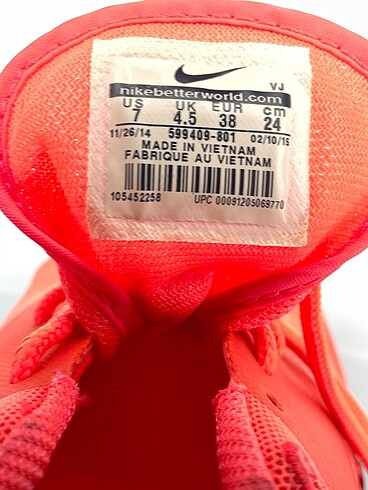 VJ
nikebetterworld.com
US UK EUR cm
7 4.5 38 24
11/26/14 599409-801 02/10/15
MADE IN VIETNAM
FABRIQUE AU VIETNAM
105452258 UPC 00091205069770